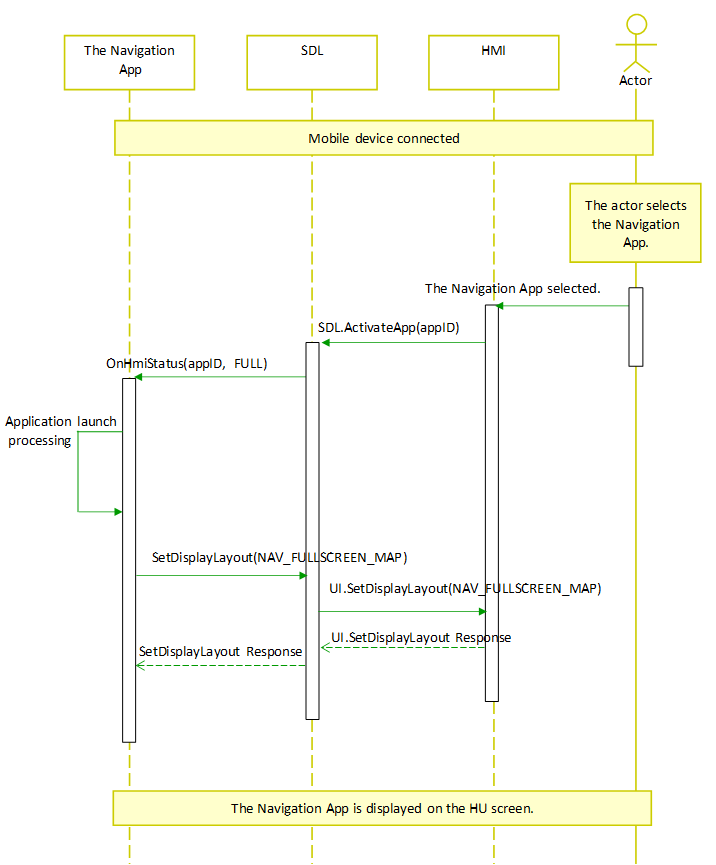 The Navigation
App
SDL
HMI
Actor
Mobile device connected
The actor selects
the Navigation
App.
The Navigation App selected.
SDL.ActivateApp(appID)
OnHmiStatus(appID, FULL)
Application launch
processing
SetDisplayLayout(NAV_FULLSCREEN_MAP)
UI.SetDisplayLayout(NAV_FULLSCREEN_MAP)
UI.SetDisplayLayout Response
SetDisplayLayout Response
The Navigation App is displayed on the HU screen.